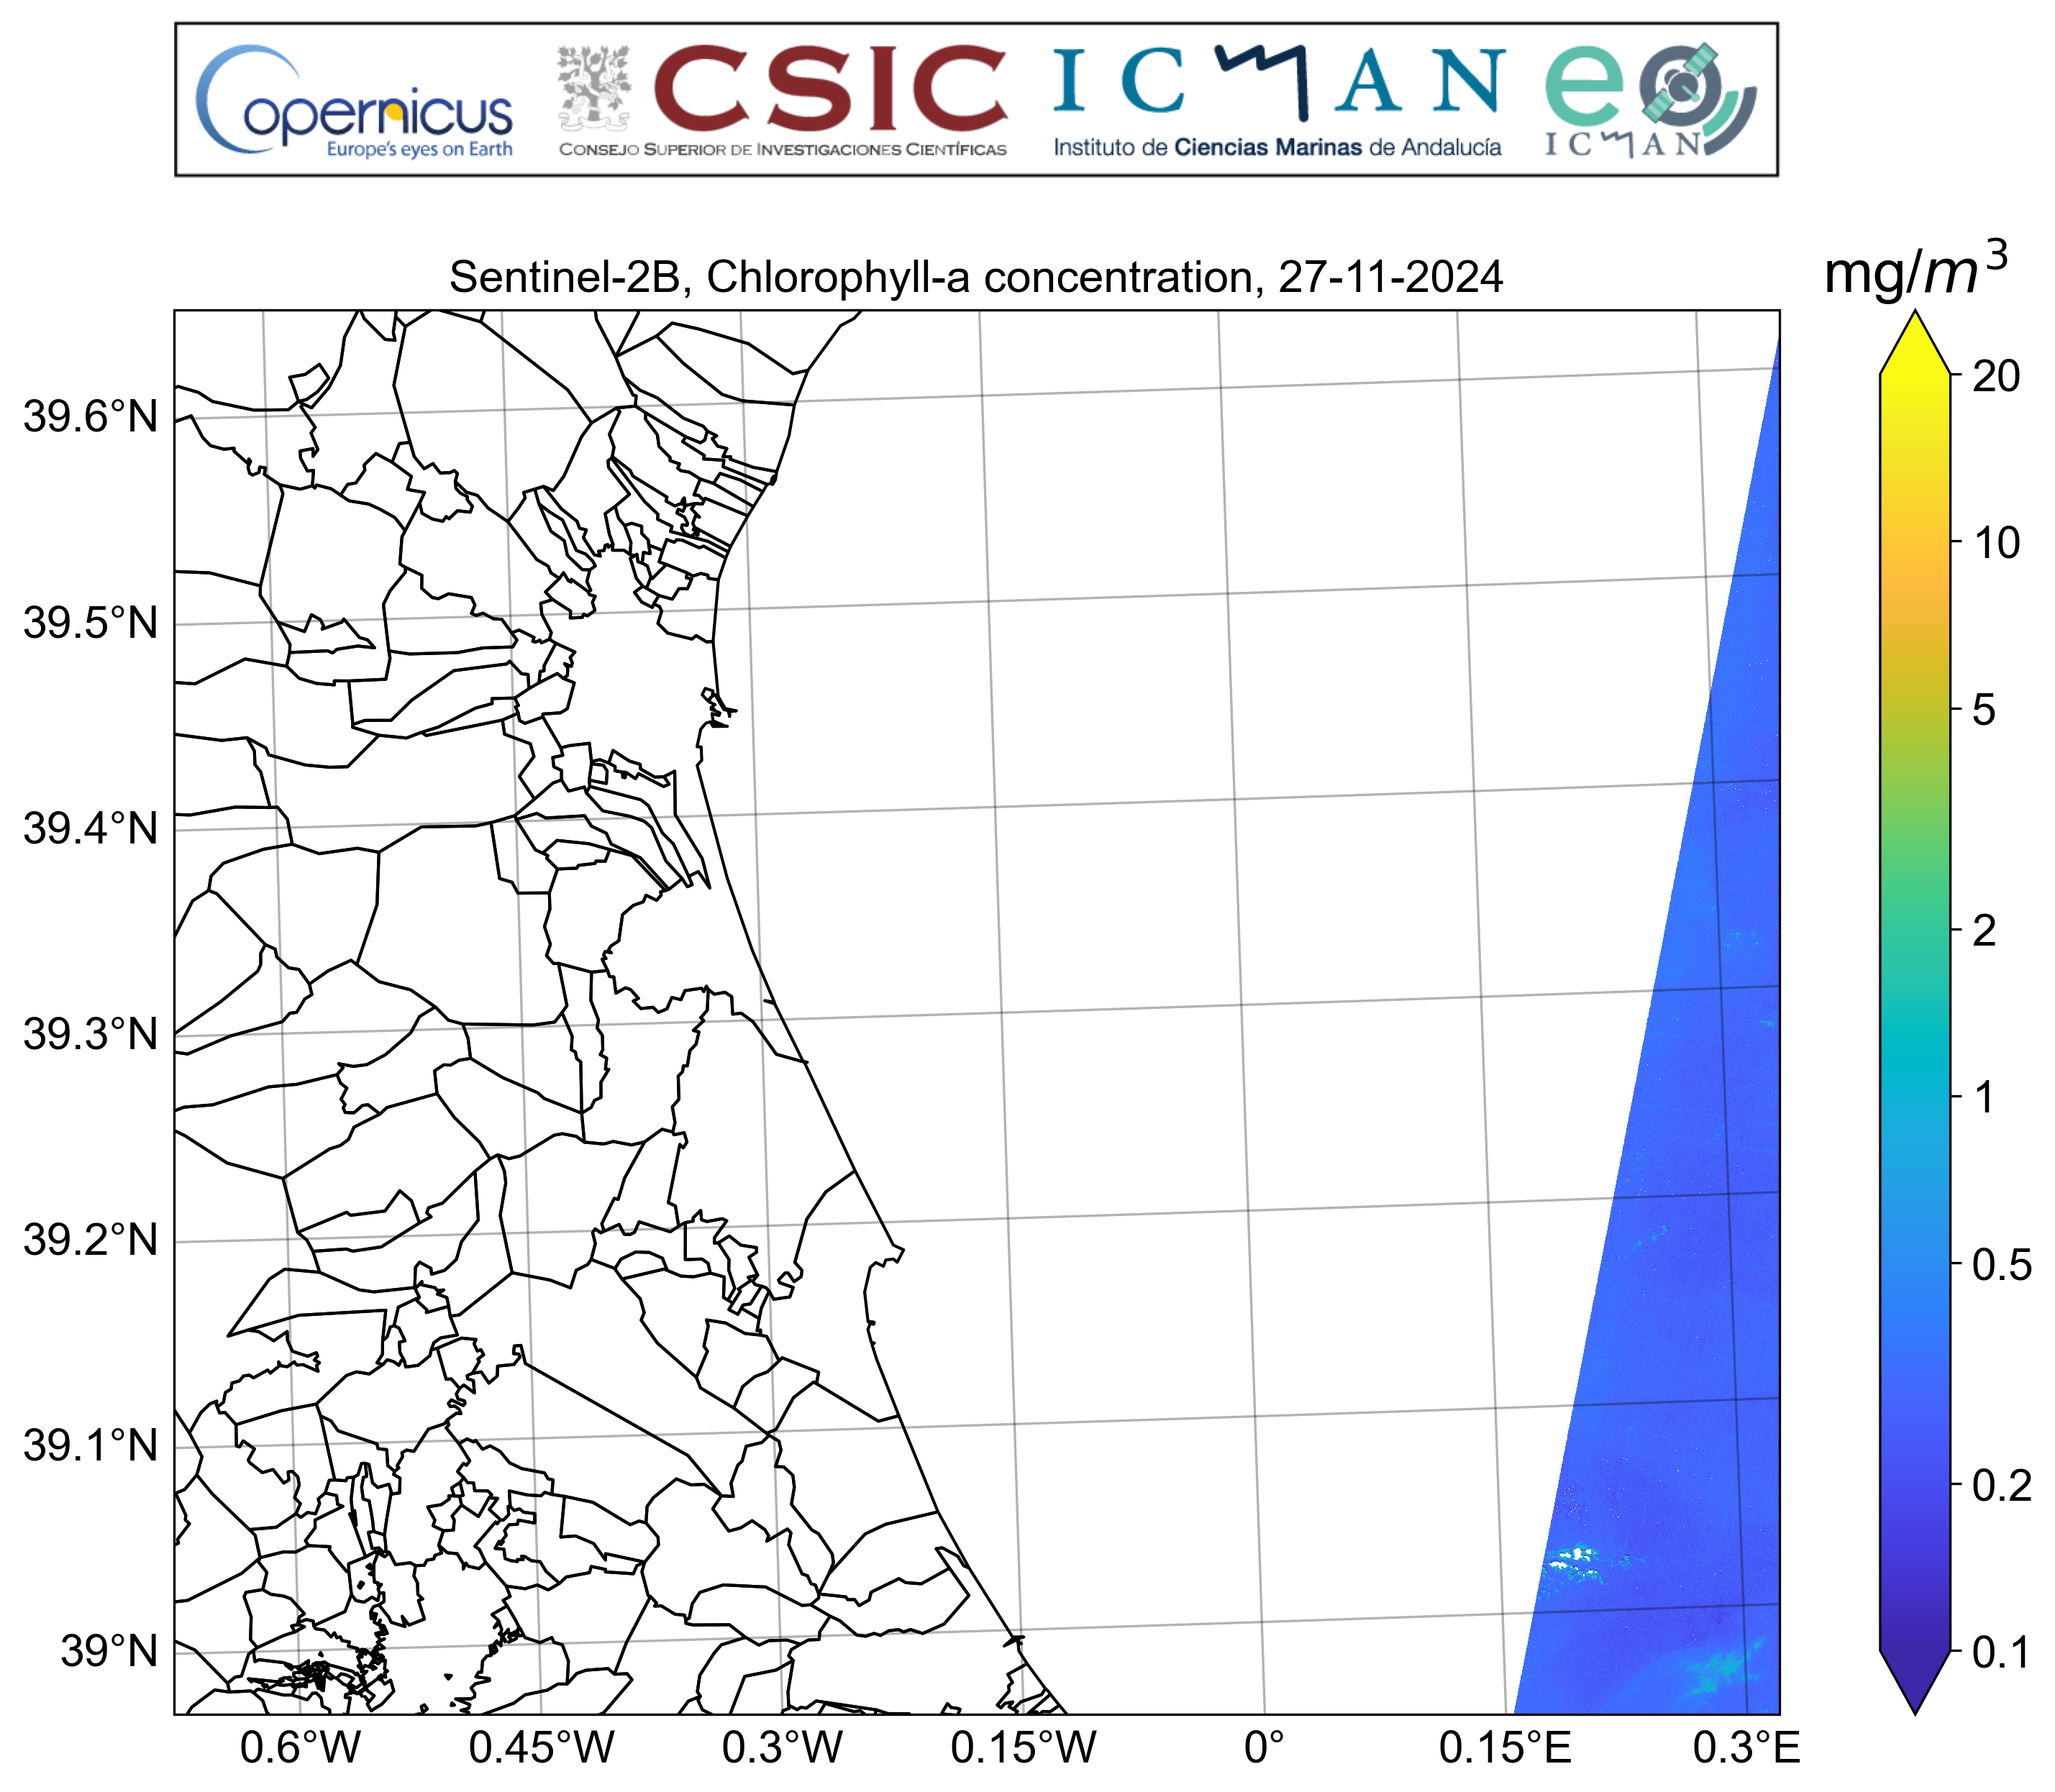 Copernicus
Europe's eyes on Earth
CSIC
CONSEJO SUPERIOR DE INVESTIGACIONES CIENTÍFICAS
ICMAN
Instituto de Ciencias Marinas de Andalucía
eo
ICMAN
Sentinel-2B, Chlorophyll-a concentration, 27-11-2024
mg/m³
39.6°N
39.5°N
39.4°N
39.3°N
39.2°N
39.1°N
39°N
0.6°W
0.45°W
0.3°W
0.15°W
0°
0.15°E
0.3°E
20
10
5
2
1
0.5
0.2
0.1